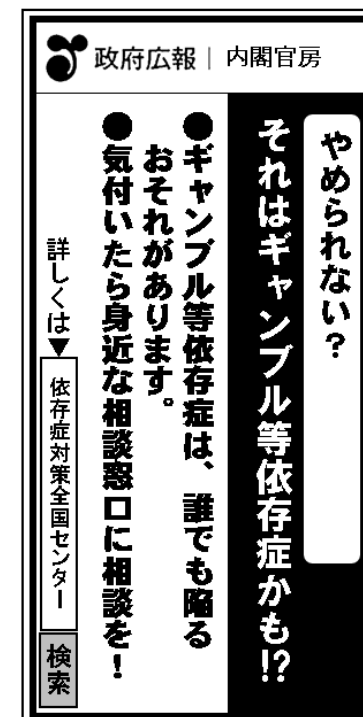 政府広報｜内閣官房
やめられない？
それはギャンブル等依存症かも!?
●ギャンブル等依存症は、誰でも陥る
おそれがあります。
●気付いたら身近な相談窓口に相談を！
詳しくは▼
依存症対策全国センター
検索